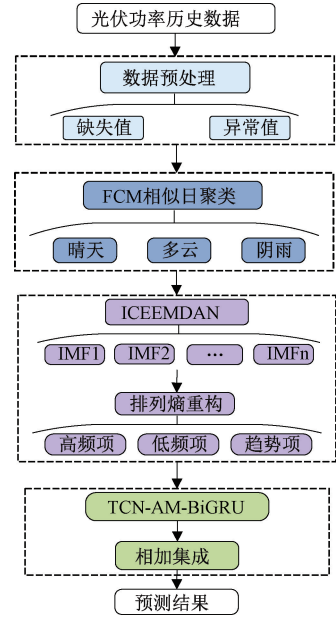 光伏功率历史数据
数据预处理
缺失值 异常值
FCM相似日聚类
晴天 多云 阴雨
ICEEMDAN
IMF1 IMF2 … IMFn
排列熵重构
高频项 低频项 趋势项
TCN-AM-BiGRU
相加集成
预测结果